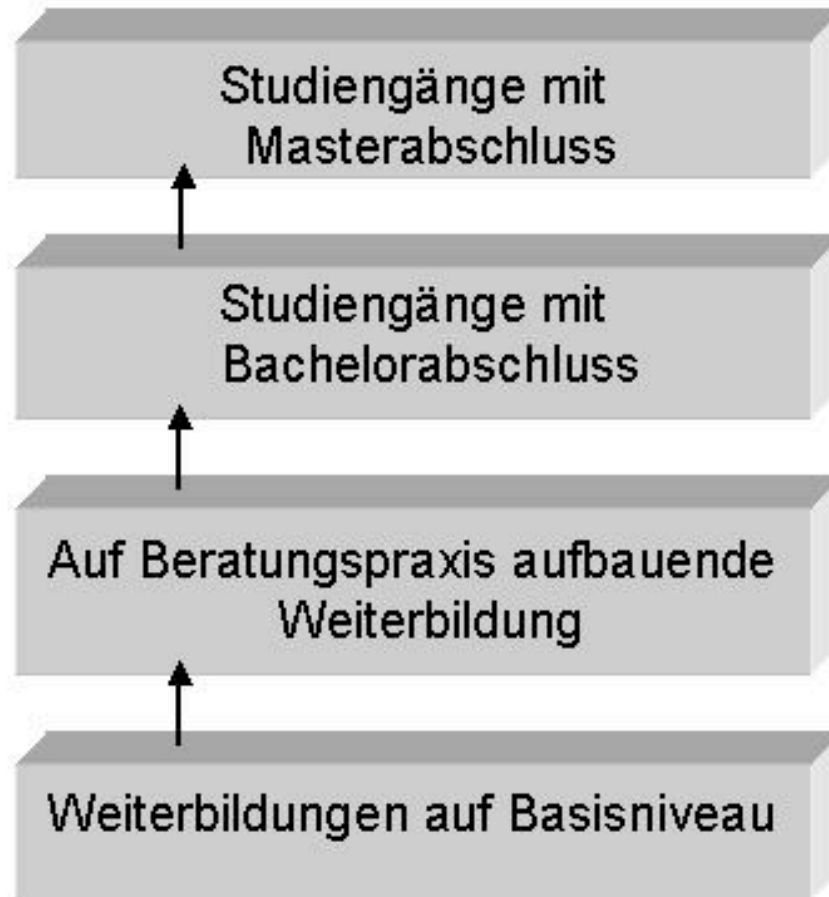 Studiengänge mit
Masterabschluss
Studiengänge mit
Bachelorabschluss
Auf Beratungspraxis aufbauende
Weiterbildung
Weiterbildungen auf Basisniveau